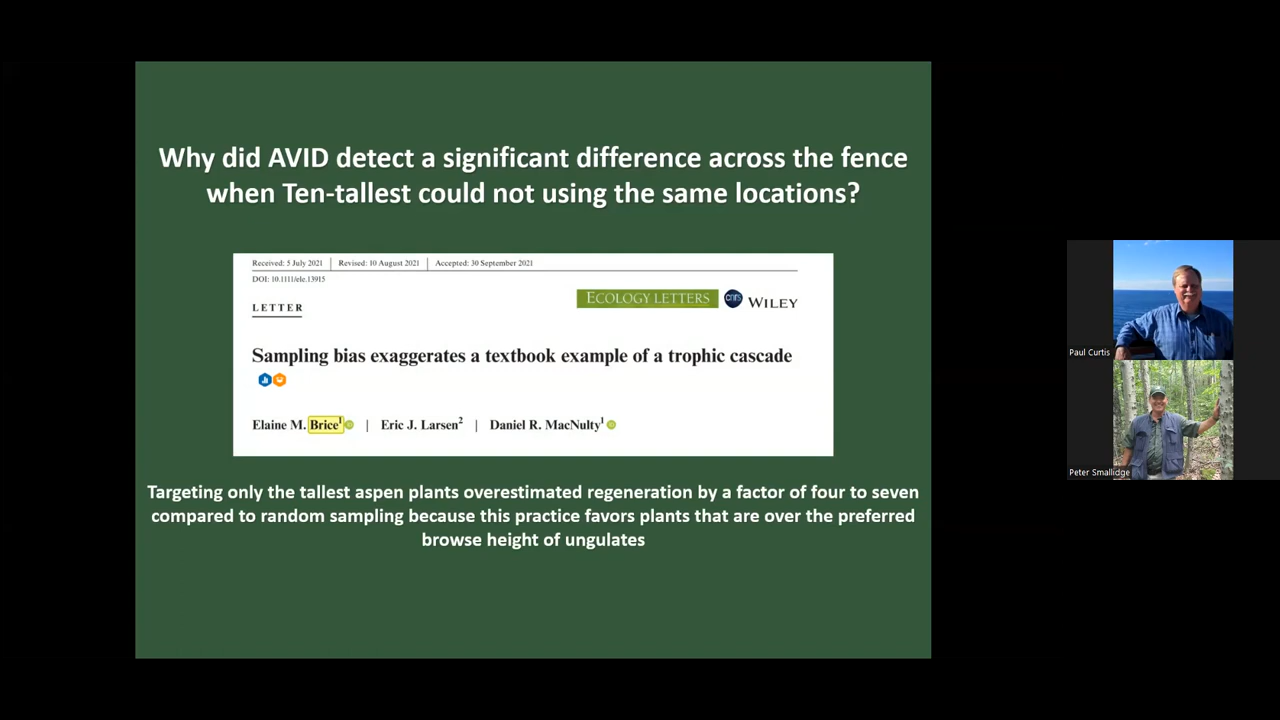 Why did AVID detect a significant difference across the fence
when Ten-tallest could not using the same locations?
Received: 5 July 2021 | Revised: 10 August 2021 | Accepted: 30 September 2021
DOI: 10.1111/ele.13915
LETTER
ECOLOGY LETTERS cnrs WILEY
Sampling bias exaggerates a textbook example of a trophic cascade
Elaine M. Brice1 | Eric J. Larsen2 | Daniel R. MacNulty1
Targeting only the tallest aspen plants overestimated regeneration by a factor of four to seven
compared to random sampling because this practice favors plants that are over the preferred
browse height of ungulates
Paul Curtis
Peter Smallidge